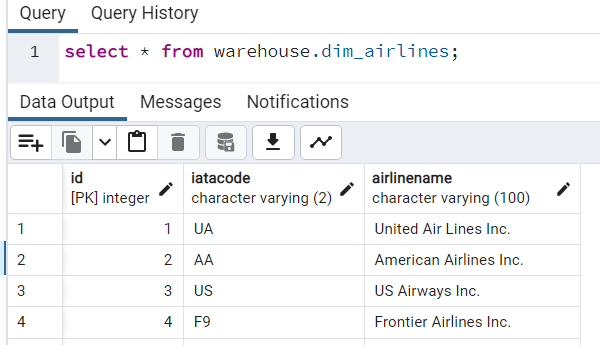 Query Query History
1 select * from warehouse.dim_airlines;
Data Output Messages Notifications
id iatacode airlinename
[PK] integer character varying (2) character varying (100)
1 1 UA United Air Lines Inc.
2 2 AA American Airlines Inc.
3 3 US US Airways Inc.
4 4 F9 Frontier Airlines Inc.